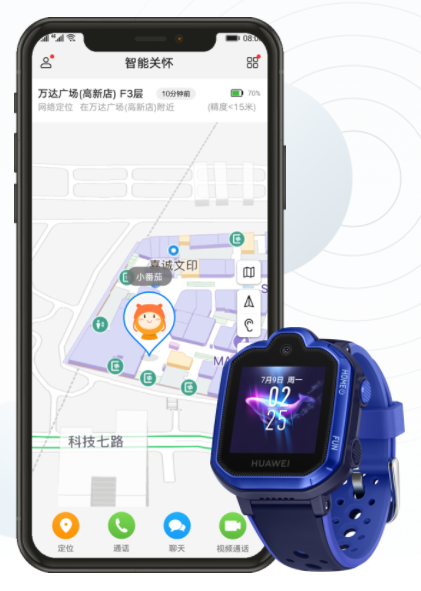 08:0
智能关怀
万达广场(高新店) F3层 10分钟前 70%
网络定位 在万达广场(高新店)附近 (精度<15米)
嘉诚文印
小番茄
S
MA
科技七路
定位 通话 聊天 视频通话
7月9日 周一
02
25
HUAWEI
HOME
FUN